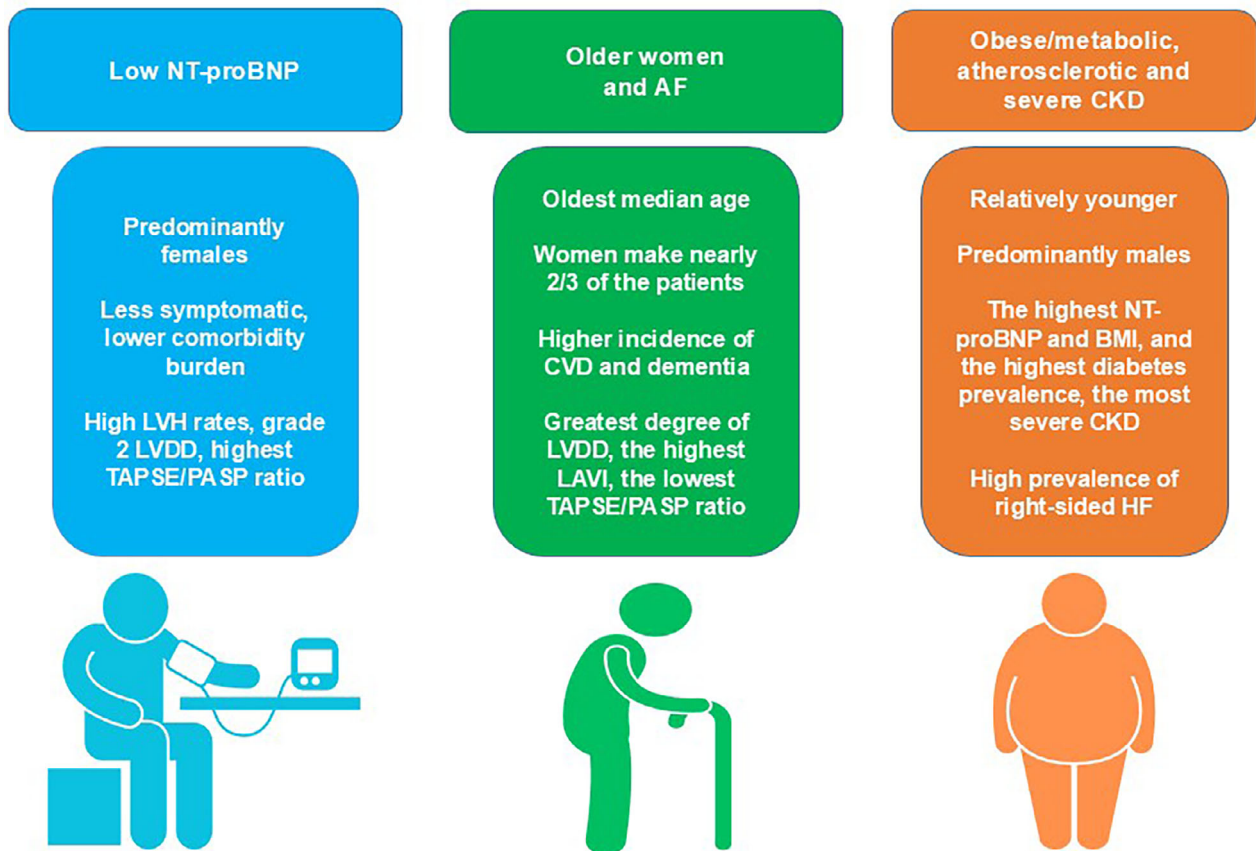 Low NT-proBNP
Predominantly
females
Less symptomatic,
lower comorbidity
burden
High LVH rates, grade
2 LVDD, highest
TAPSE/PASP ratio
Older women
and AF
Oldest median age
Women make nearly
2/3 of the patients
Higher incidence of
CVD and dementia
Greatest degree of
LVDD, the highest
LAVI, the lowest
TAPSE/PASP ratio
Obese/metabolic,
atherosclerotic and
severe CKD
Relatively younger
Predominantly males
The highest NT-
proBNP and BMI, and
the highest diabetes
prevalence, the most
severe CKD
High prevalence of
right-sided HF